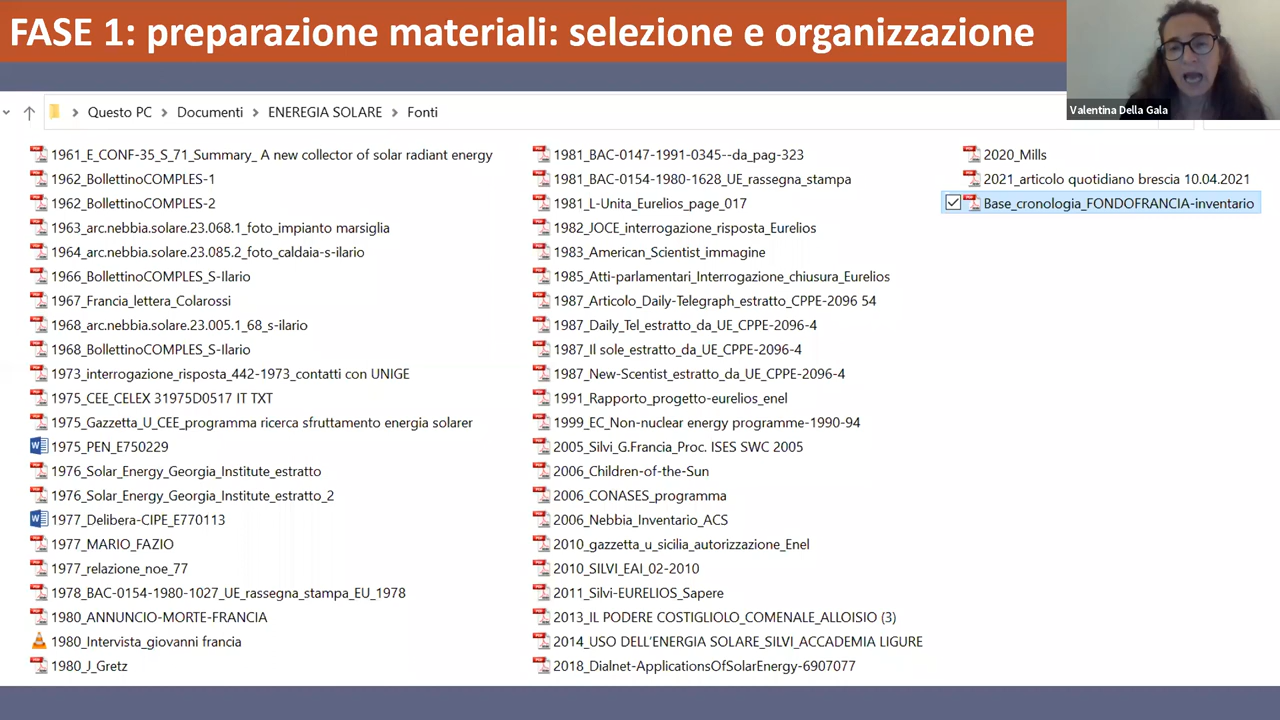 FASE 1: preparazione materiali: selezione e organizzazione
Valentina Della Gala
Questo PC > Documenti > ENEREGIA SOLARE > Fonti
1961_E_CONF-35_S_71_Summary_ A new collector of solar radiant energy
1962_BollettinoCOMPLES-1
1962_BollettinoCOMPLES-2
1963_arc.nebbia.solare.23.068.1_foto_impianto marsiglia
1964_arc.nebbia.solare.23.085.2_foto_caldaia-s-ilario
1966_BollettinoCOMPLES_S-Ilario
1967_Francia_lettera_Colarossi
1968_arc.nebbia.solare.23.005.1_68_s-ilario
1968_BollettinoCOMPLES_S-Ilario
1973_interrogazione_risposta_442-1973_contatti con UNIGE
1975_CEE_CELEX 31975D0517 IT TXT
1975_Gazzetta_U_CEE_programma ricerca sfruttamento energia solarer
1975_PEN_E750229
1976_Solar_Energy_Georgia_Institute_estratto
1976_Solar_Energy_Georgia_Institute_estratto_2
1977_Delibera-CIPE_E770113
1977_MARIO_FAZIO
1977_relazione_noe_77
1978_BAC-0154-1980-1027_UE_rassegna_stampa_EU_1978
1980_ANNUNCIO-MORTE-FRANCIA
1980_Intervista_giovanni francia
1980_J_Gretz
1981_BAC-0147-1991-0345--da_pag-323
1981_BAC-0154-1980-1628_UE_rassegna_stampa
1981_L-Unita_Eurelios_page_017
1982_JOCE_interrogazione_risposta_Eurelios
1983_American_Scientist_immagine
1985_Atti-parlamentari_Interrogazione_chiusura_Eurelios
1987_Articolo_Daily-Telegraph_estratto_CPPE-2096 54
1987_Daily_Tel_estratto_da_UE_CPPE-2096-4
1987_Il sole_estratto_da_UE_CPPE-2096-4
1987_New-Scentist_estratto_da_UE_CPPE-2096-4
1991_Rapporto_progetto-eurelios_enel
1999_EC_Non-nuclear energy programme-1990-94
2005_Silvi_G.Francia_Proc. ISES SWC 2005
2006_Children-of-the-Sun
2006_CONASES_programma
2006_Nebbia_Inventario_ACS
2010_gazzetta_u_sicilia_autorizzazione_Enel
2010_SILVI_EAI_02-2010
2011_Silvi-EURELIOS_Sapere
2013_IL PODERE COSTIGLIOLO_COMENALE_ALLOISIO (3)
2014_USO DELL'ENERGIA SOLARE_SILVI_ACCADEMIA LIGURE
2018_Dialnet-ApplicationsOfSolarEnergy-6907077
2020_Mills
2021_articolo quotidiano brescia 10.04.2021
Base_cronologia_FONDOFRANCIA-inventario